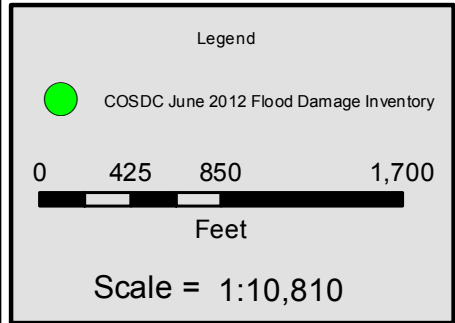 Legend
COSDC June 2012 Flood Damage Inventory
0 425 850 1,700
Feet
Scale = 1:10,810